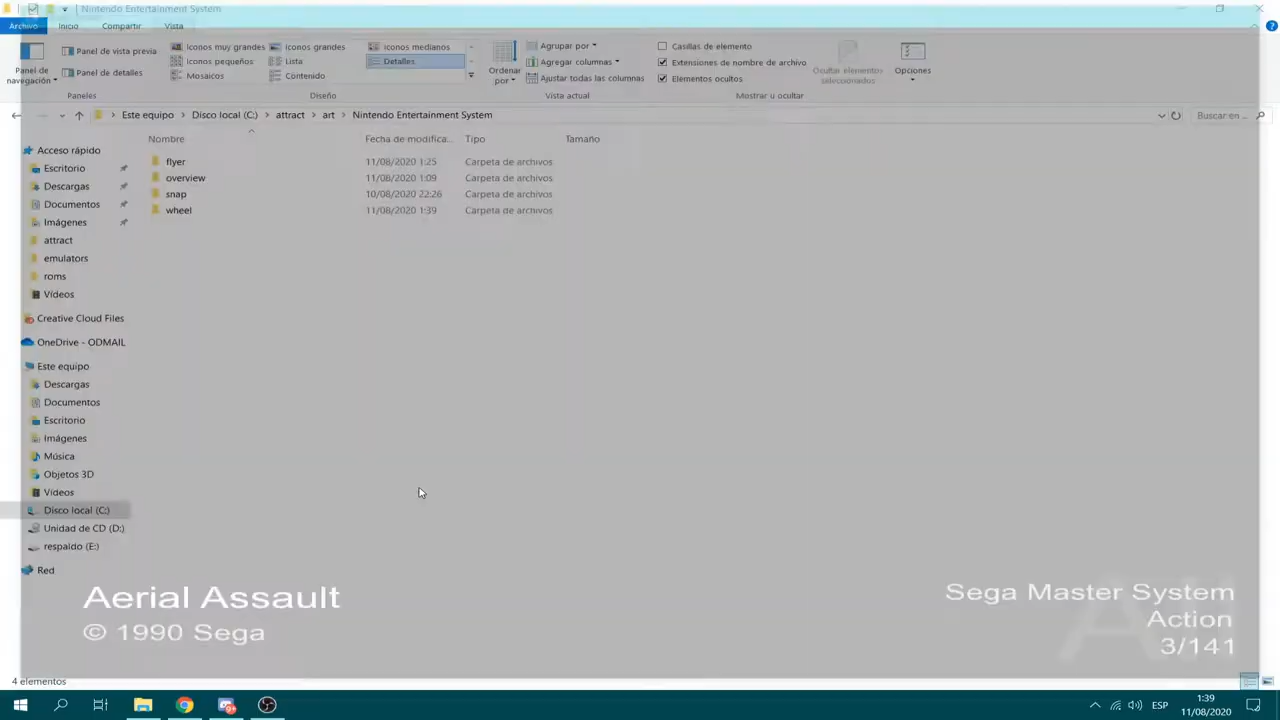 Nintendo Entertainment System
Archivo Inicio Compartir Vista
Panel de navegación
Panel de vista previa
Panel de detalles
Paneles
Iconos muy grandes
Iconos grandes
Iconos medianos
Iconos pequeños
Lista
Detalles
Mosaicos
Contenido
Diseño
Ordenar por
Agrupar por
Agregar columnas
Ajustar todas las columnas
Vista actual
Casillas de elemento
Extensiones de nombre de archivo
Elementos ocultos
Ocultar elementos seleccionados
Mostrar u ocultar
Opciones
Este equipo > Disco local (C:) > attract > art > Nintendo Entertainment System
Buscar en ...
Nombre Fecha de modifica... Tipo Tamaño
flyer 11/08/2020 1:25 Carpeta de archivos
overview 11/08/2020 1:09 Carpeta de archivos
snap 10/08/2020 22:26 Carpeta de archivos
wheel 11/08/2020 1:39 Carpeta de archivos
Acceso rápido
Escritorio
Descargas
Documentos
Imágenes
attract
emulators
roms
Vídeos
Creative Cloud Files
OneDrive - ODMAIL
Este equipo
Descargas
Documentos
Escritorio
Imágenes
Música
Objetos 3D
Vídeos
Disco local (C:)
Unidad de CD (D:)
respaldo (E:)
Red
Aerial Assault
© 1990 Sega
Sega Master System
Action
3/141
4 elementos
ESP
1:39
11/08/2020